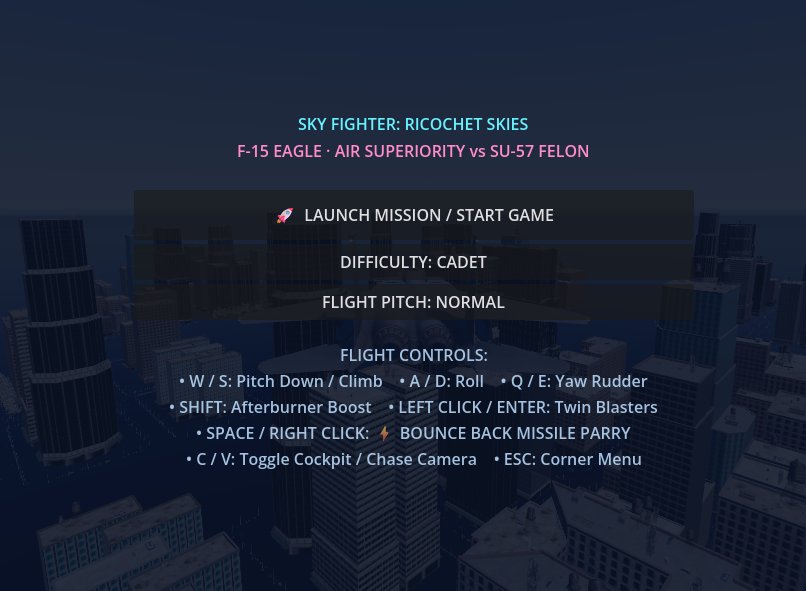 SKY FIGHTER: RICOCHET SKIES
F-15 EAGLE · AIR SUPERIORITY vs SU-57 FELON
🚀 LAUNCH MISSION / START GAME
DIFFICULTY: CADET
FLIGHT PITCH: NORMAL
FLIGHT CONTROLS:
• W / S: Pitch Down / Climb • A / D: Roll • Q / E: Yaw Rudder
• SHIFT: Afterburner Boost • LEFT CLICK / ENTER: Twin Blasters
• SPACE / RIGHT CLICK: ⚡ BOUNCE BACK MISSILE PARRY
• C / V: Toggle Cockpit / Chase Camera • ESC: Corner Menu